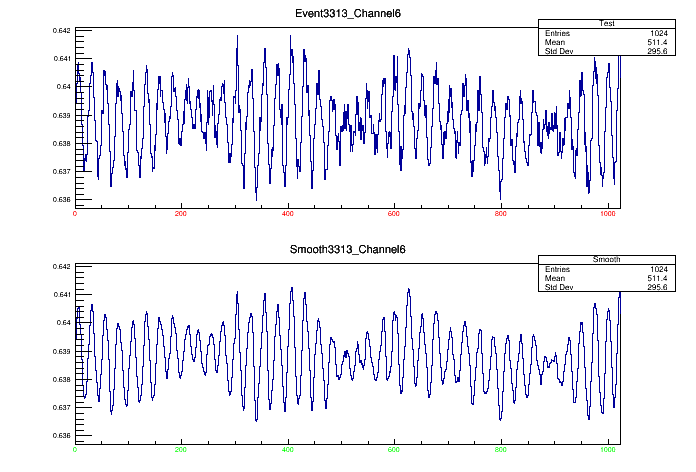 Event3313_Channel6
Test
Entries 1024
Mean 511.4
Std Dev 295.6
0.642
0.641
0.64
0.639
0.638
0.637
0.636
0 200 400 600 800 1000
Smooth3313_Channel6
Smooth
Entries 1024
Mean 511.4
Std Dev 295.6
0.642
0.641
0.64
0.639
0.638
0.637
0.636
0 200 400 600 800 1000